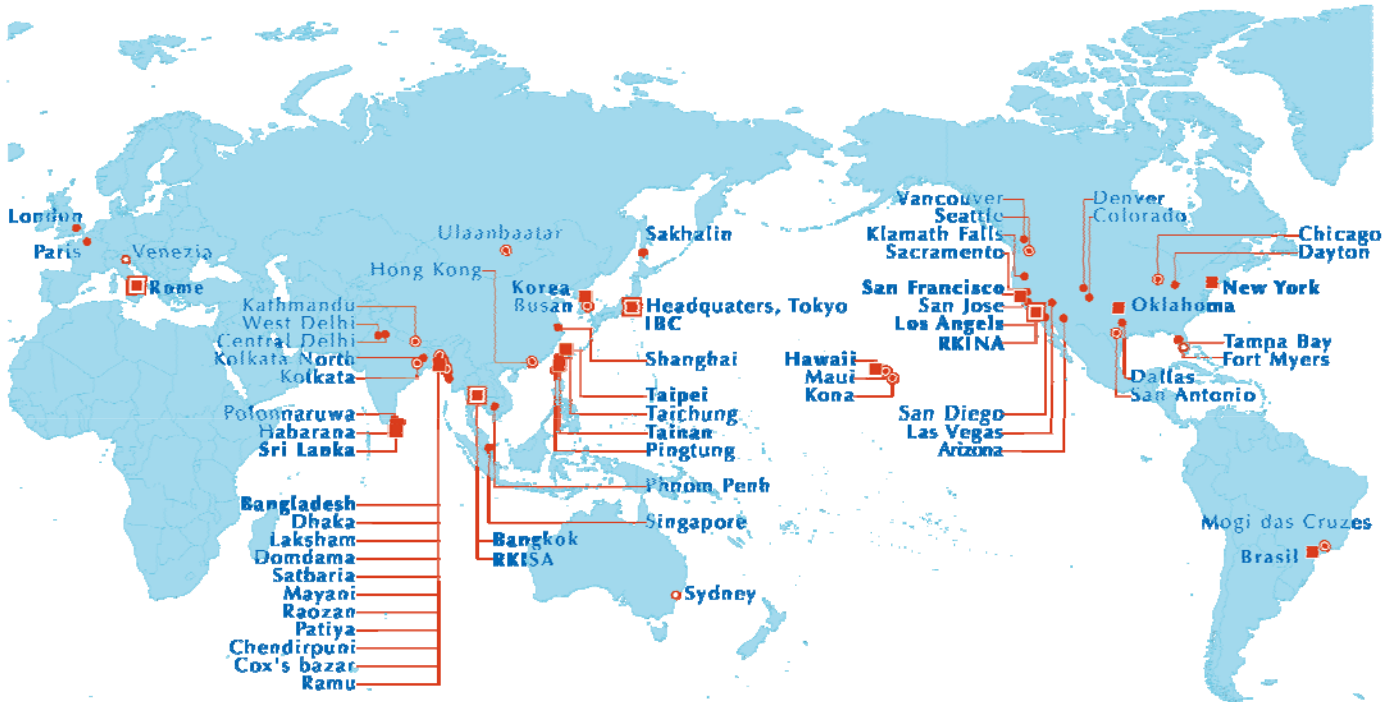 London
Paris
Venezia
Rome
Ulaanbaatar
Hong Kong
Sakhalin
Korea
Busan
Headquaters, Tokyo
IBC
Kathmandu
West Delhi
Central Delhi
Kolkata North
Kolkata
Shanghai
Taipei
Taichung
Tainan
Pingtung
Polonnaruwa
Habarana
Sri Lanka
Phnom Penh
Singapore
Bangkok
RKISA
Bangladesh
Dhaka
Laksham
Domdama
Satbaria
Mayani
Raozan
Patiya
Chendirpuni
Cox's bazar
Ramu
Sydney
Vancouver
Seattle
Klamath Falls
Sacramento
San Francisco
San Jose
Los Angels
RKINA
Hawaii
Maui
Kona
San Diego
Las Vegas
Arizona
Denver
Colorado
Chicago
Dayton
New York
Oklahoma
Tampa Bay
Fort Myers
Dallas
San Antonio
Mogi das Cruzes
Brasil